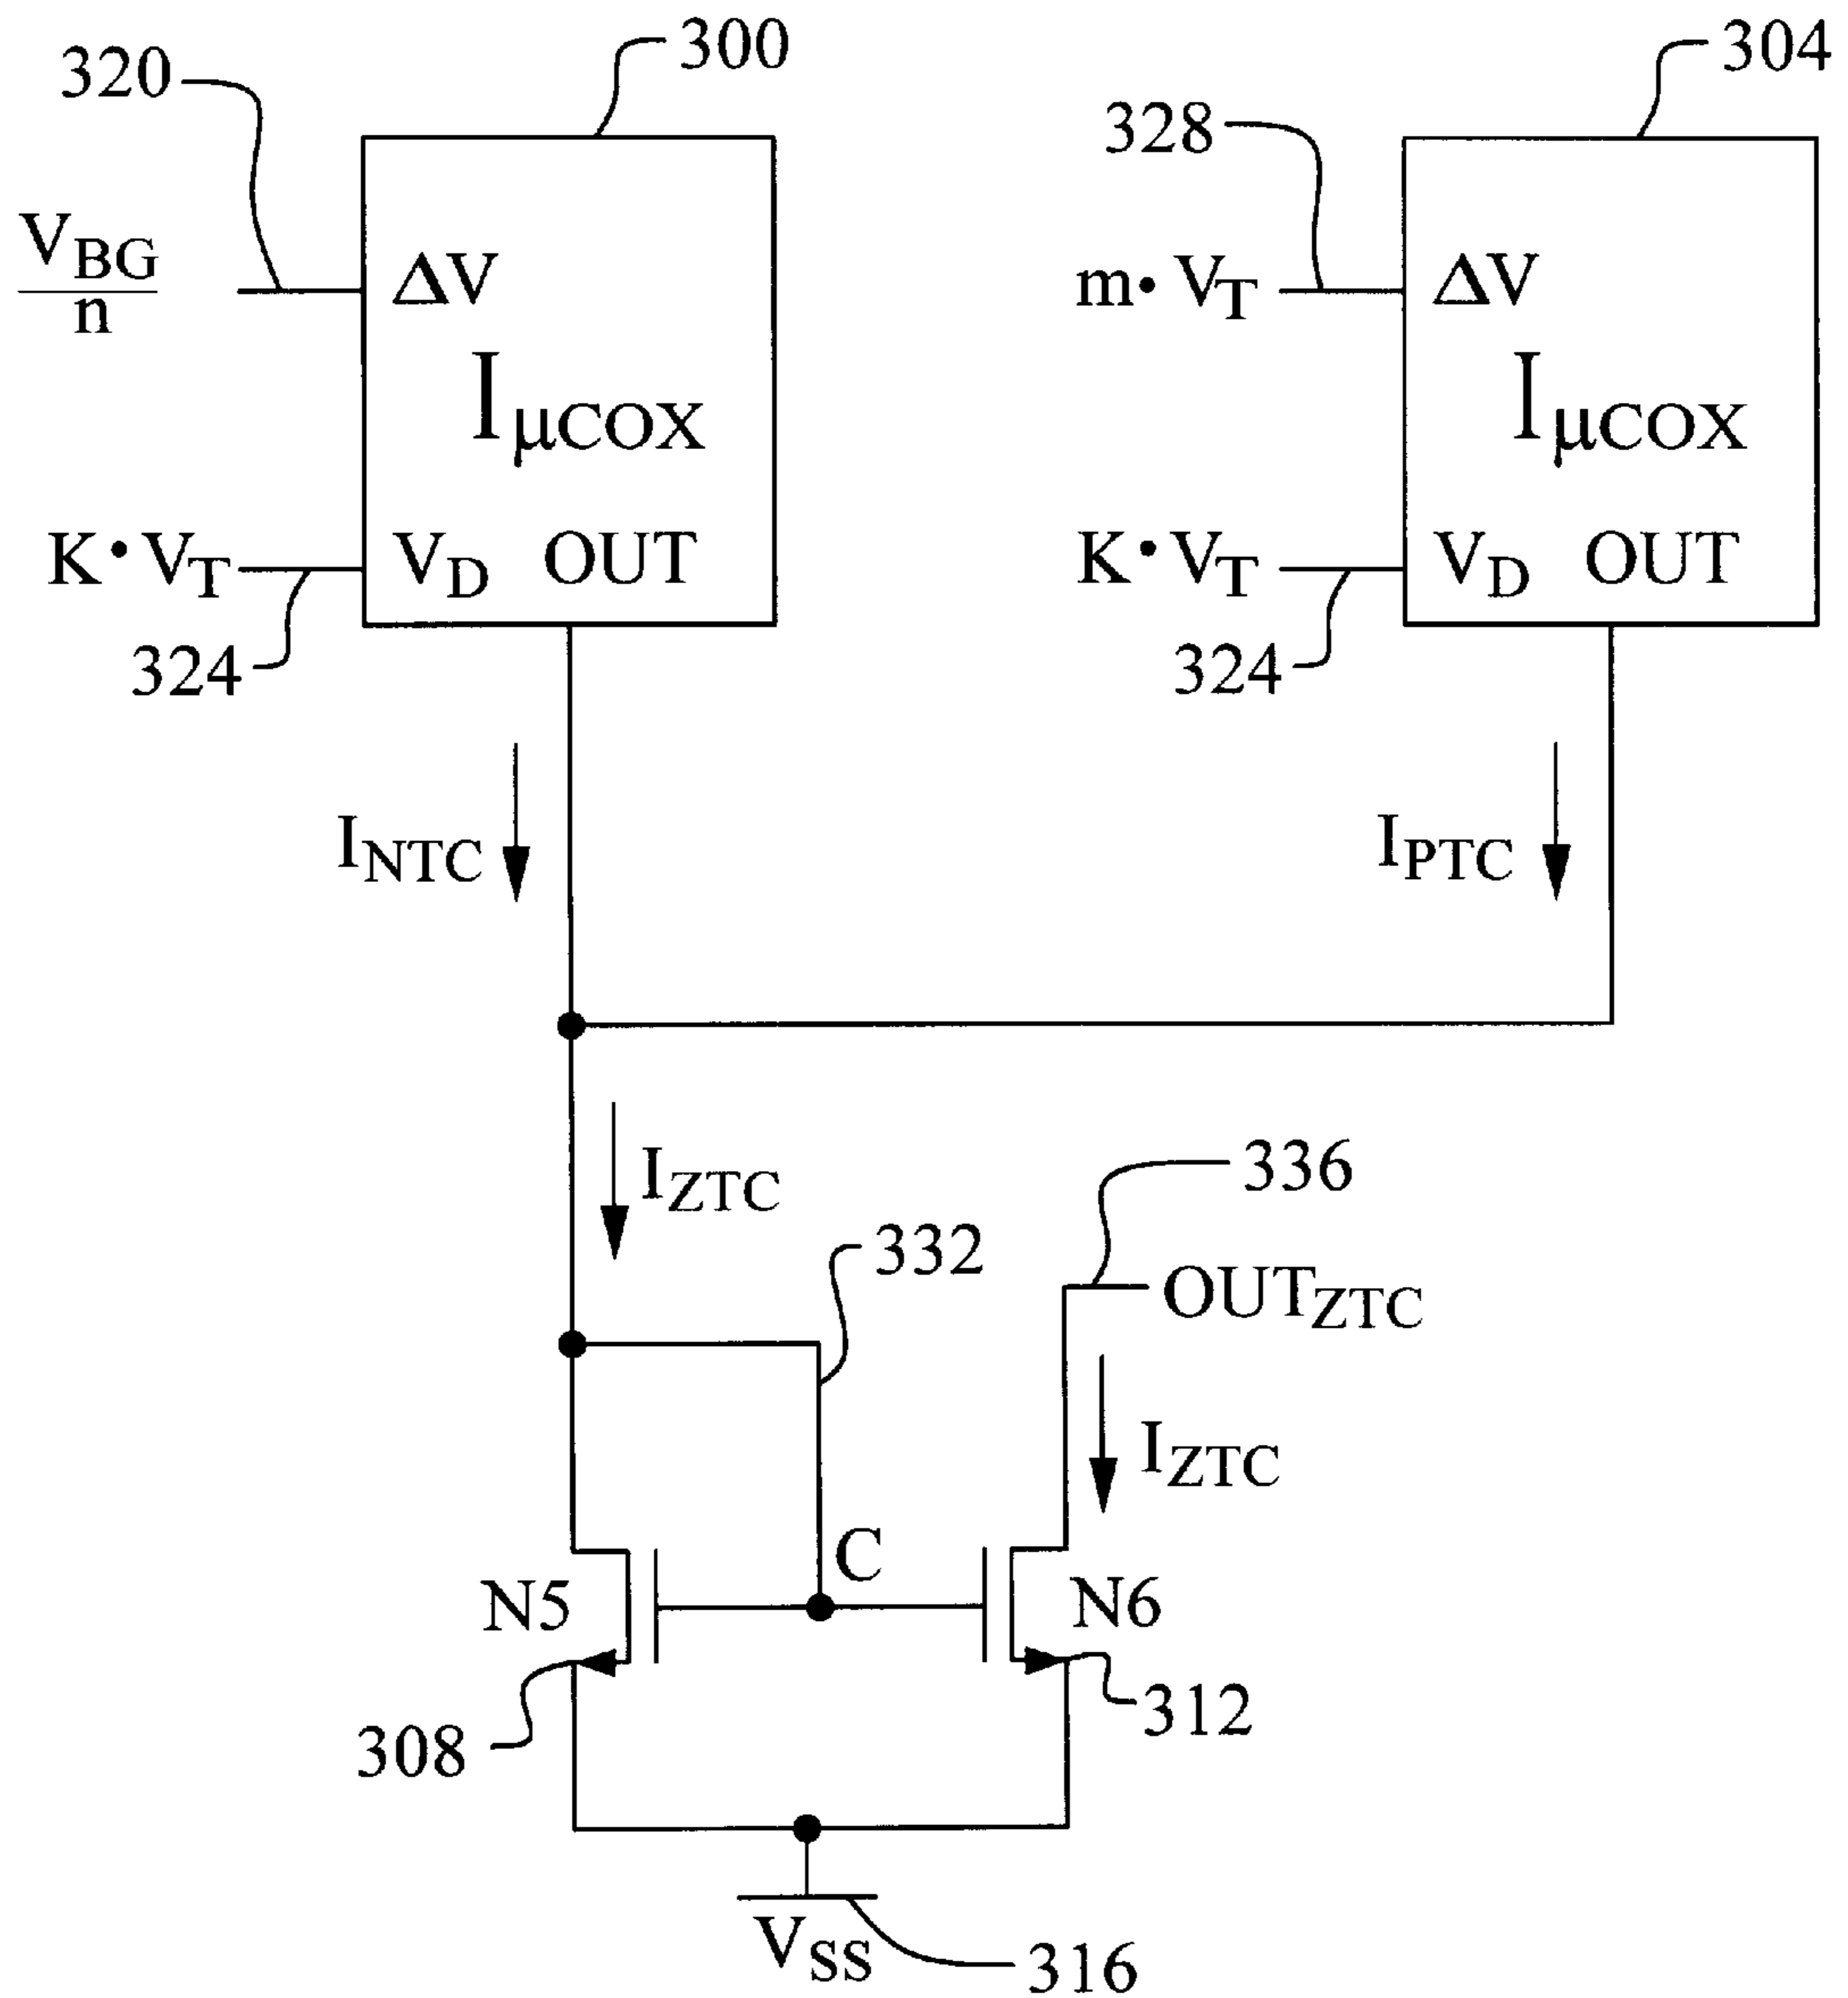 320
300
V_BG/n
ΔV
I_μCOX
K•V_T
V_D OUT
324
304
328
m•V_T
ΔV
I_μCOX
K•V_T
V_D OUT
324
I_NTC
I_PTC
I_ZTC
332
336
OUT_ZTC
I_ZTC
C
N5
N6
308
312
V_SS
316